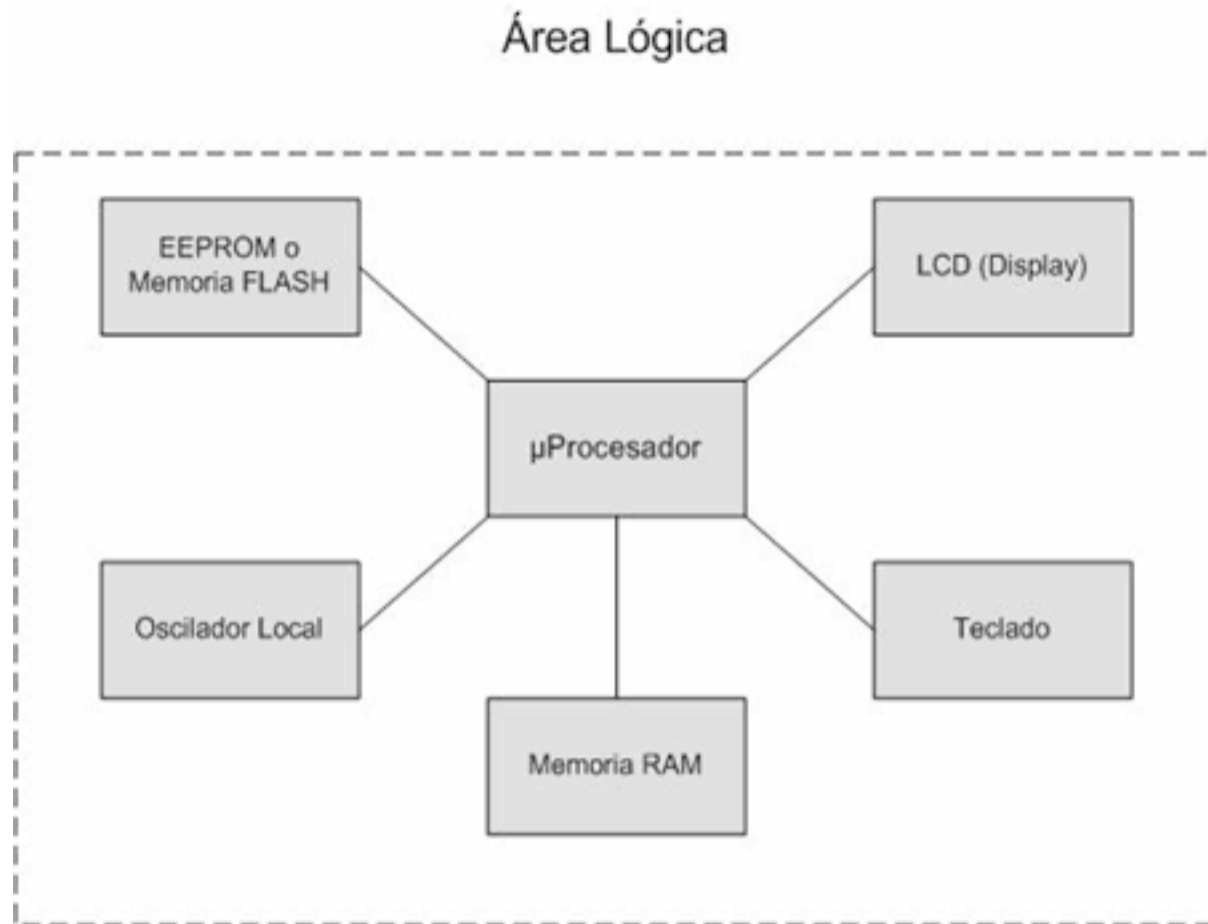 Área Lógica
EEPROM o
Memoria FLASH
LCD (Display)
µProcesador
Oscilador Local
Teclado
Memoria RAM